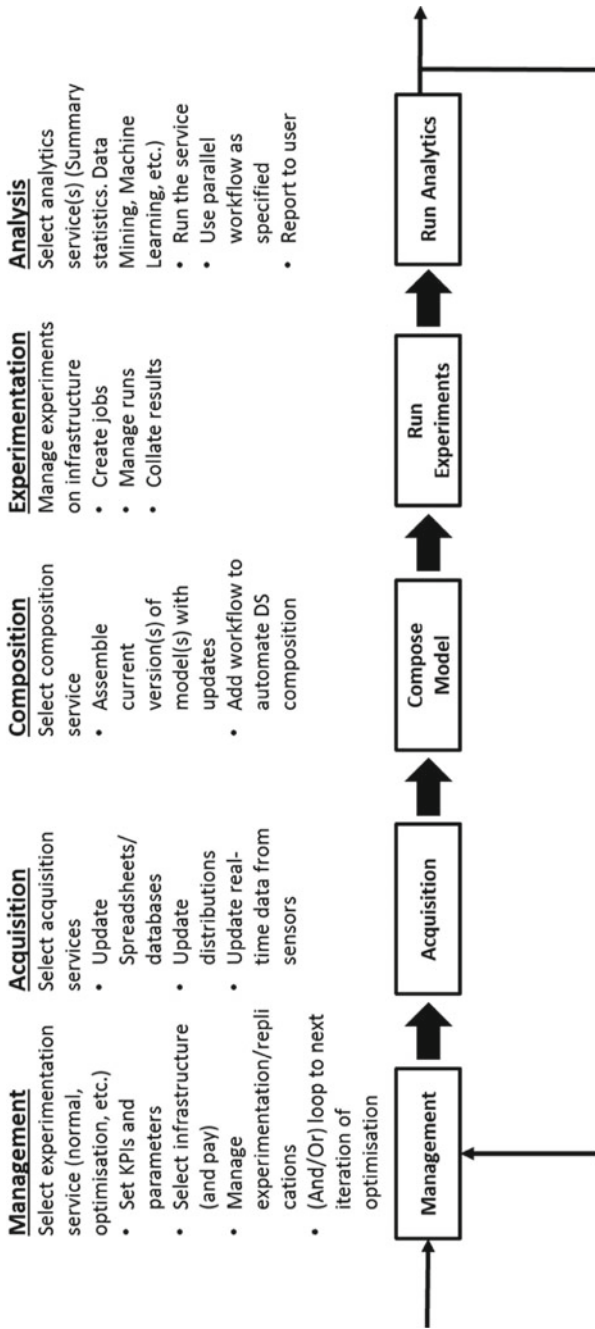 Management
Select experimentation
service (normal,
optimisation, etc.)
• Set KPIs and
parameters
• Select infrastructure
(and pay)
• Manage
experimentation/repli
cations
• (And/Or) loop to next
iteration of
optimisation
Acquisition
Select acquisition
services
• Update
Spreadsheets/
databases
• Update
distributions
• Update real-
time data from
sensors
Composition
Select composition
service
• Assemble
current
version(s) of
model(s) with
updates
• Add workflow to
automate DS
composition
Experimentation
Manage experiments
on infrastructure
• Create jobs
• Manage runs
• Collate results
Analysis
Select analytics
service(s) (Summary
statistics. Data
Mining, Machine
Learning, etc.)
• Run the service
• Use parallel
workflow as
specified
• Report to user
Management
Acquisition
Compose
Model
Run
Experiments
Run Analytics